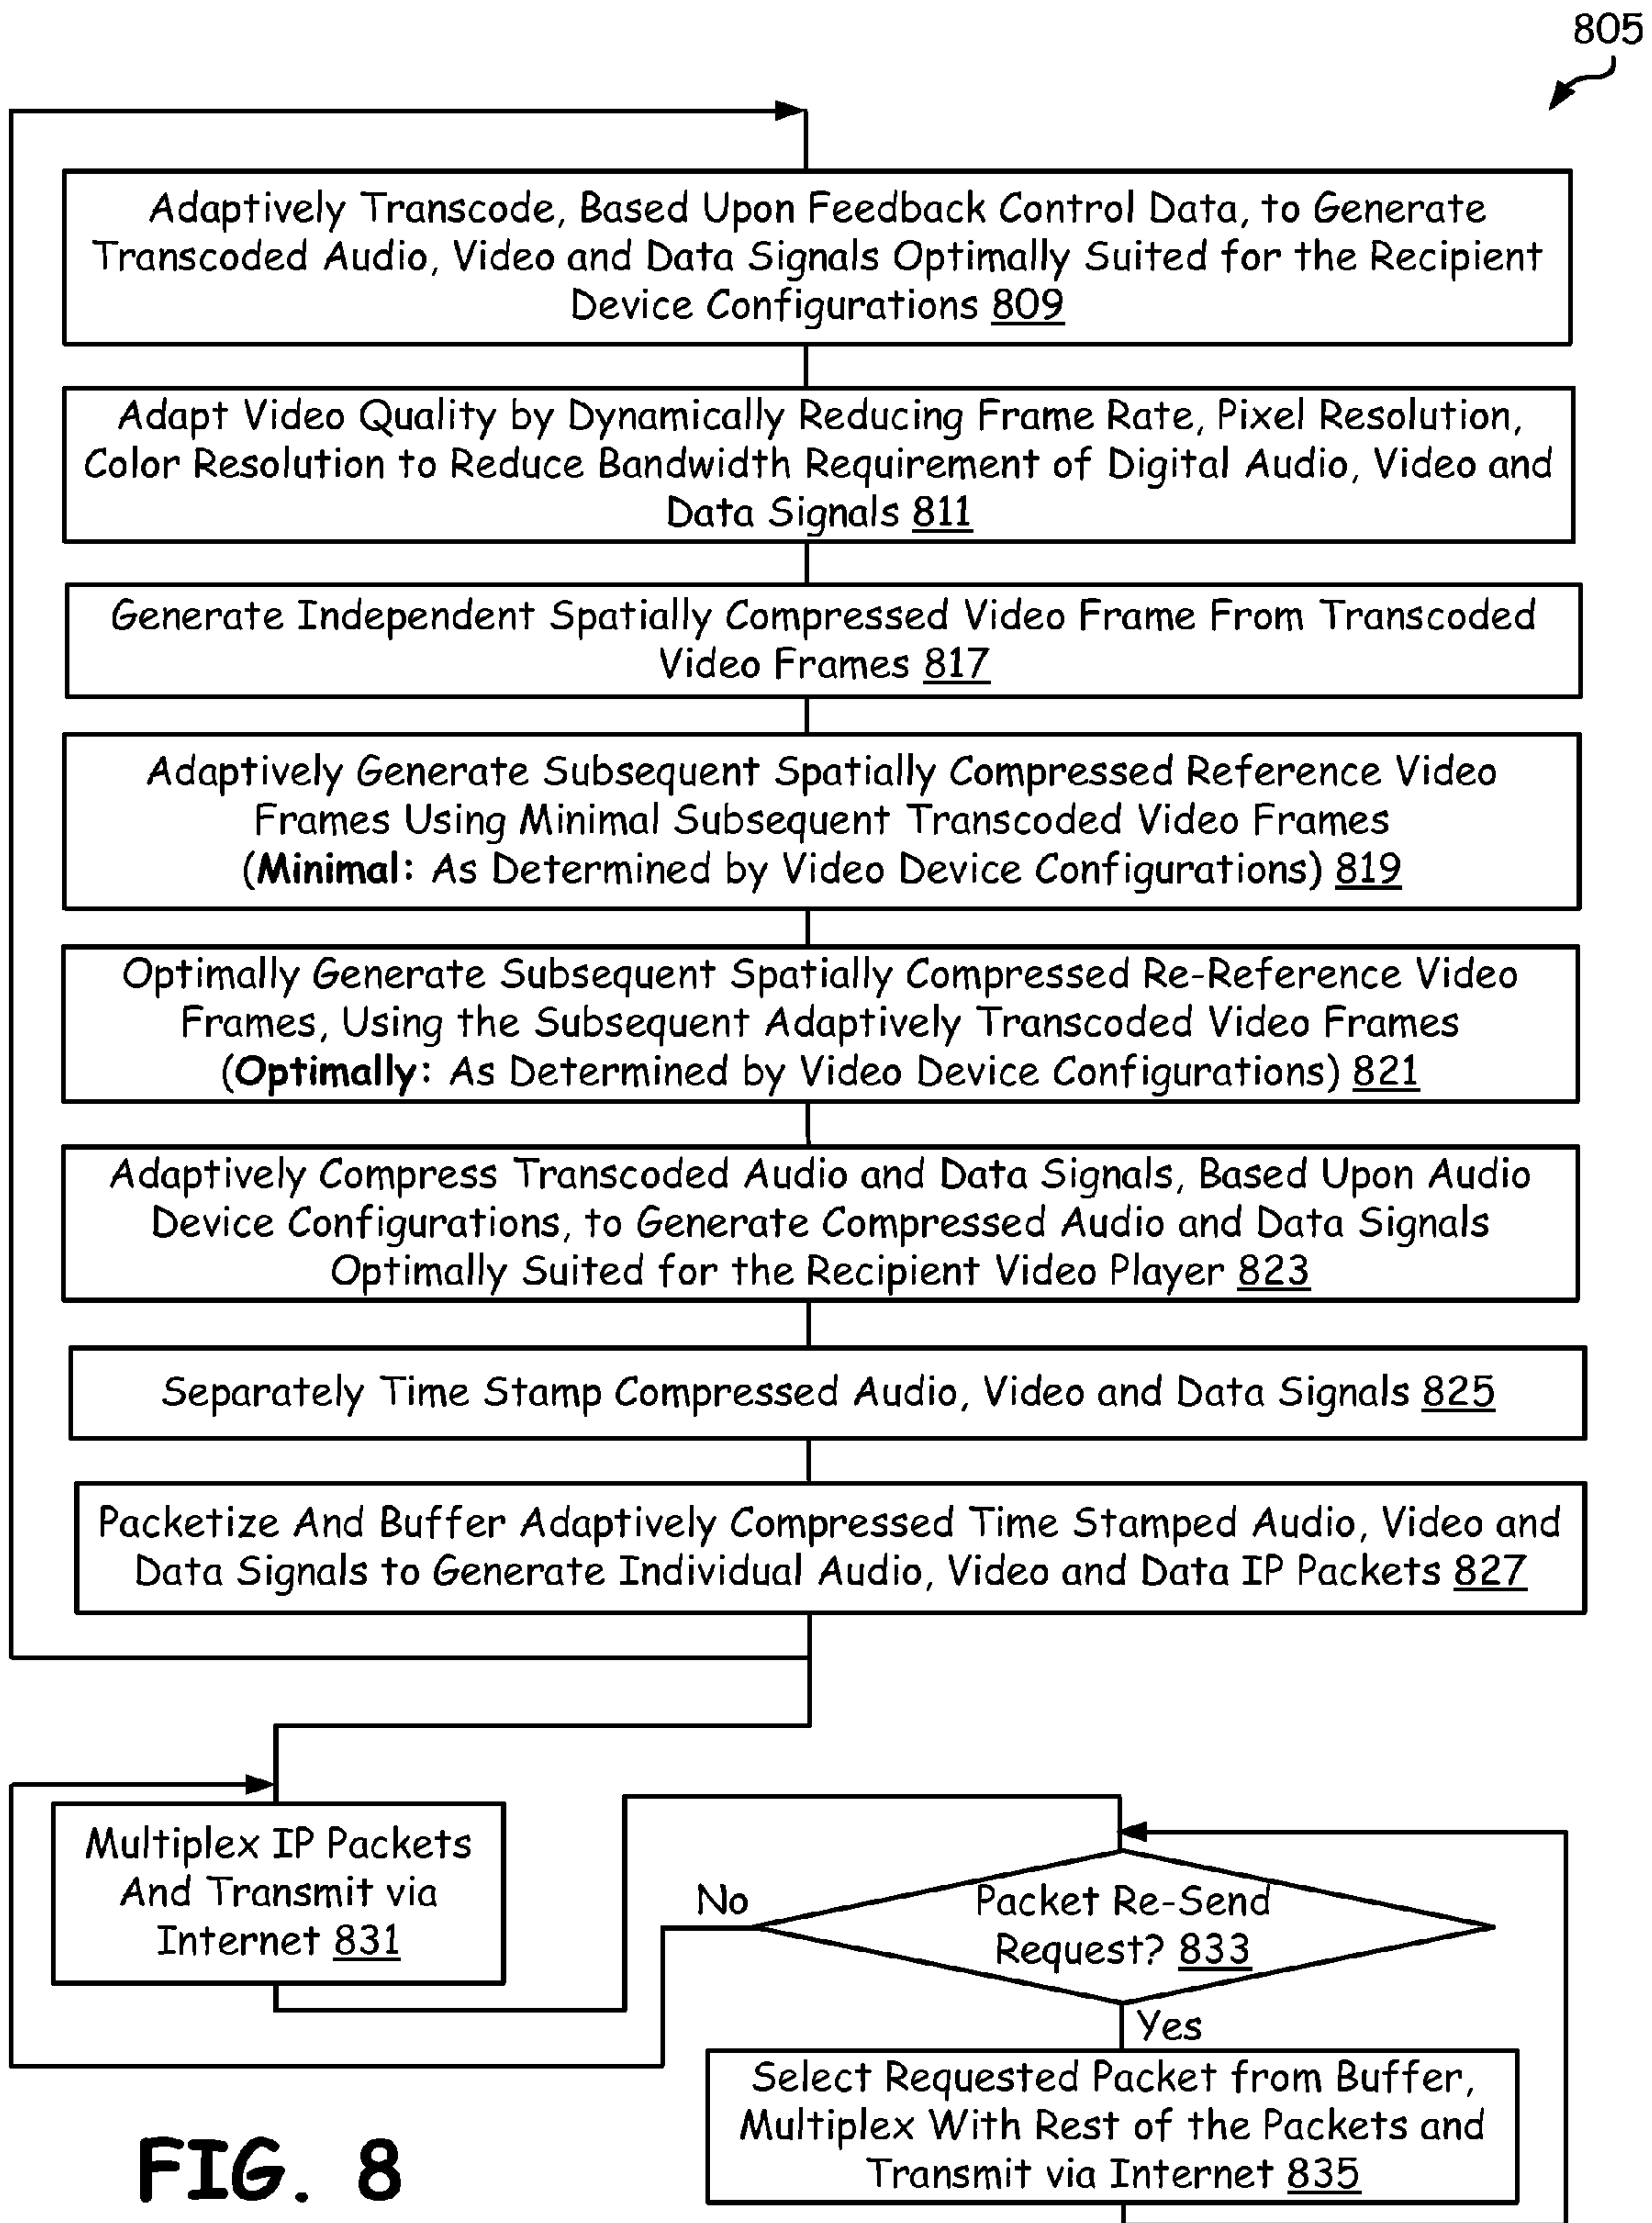 805
Adaptively Transcode, Based Upon Feedback Control Data, to Generate
Transcoded Audio, Video and Data Signals Optimally Suited for the Recipient
Device Configurations 809
Adapt Video Quality by Dynamically Reducing Frame Rate, Pixel Resolution,
Color Resolution to Reduce Bandwidth Requirement of Digital Audio, Video and
Data Signals 811
Generate Independent Spatially Compressed Video Frame From Transcoded
Video Frames 817
Adaptively Generate Subsequent Spatially Compressed Reference Video
Frames Using Minimal Subsequent Transcoded Video Frames
(Minimal: As Determined by Video Device Configurations) 819
Optimally Generate Subsequent Spatially Compressed Re-Reference Video
Frames, Using the Subsequent Adaptively Transcoded Video Frames
(Optimally: As Determined by Video Device Configurations) 821
Adaptively Compress Transcoded Audio and Data Signals, Based Upon Audio
Device Configurations, to Generate Compressed Audio and Data Signals
Optimally Suited for the Recipient Video Player 823
Separately Time Stamp Compressed Audio, Video and Data Signals 825
Packetize And Buffer Adaptively Compressed Time Stamped Audio, Video and
Data Signals to Generate Individual Audio, Video and Data IP Packets 827
Multiplex IP Packets
And Transmit via
Internet 831
No
Packet Re-Send
Request? 833
Yes
Select Requested Packet from Buffer,
Multiplex With Rest of the Packets and
Transmit via Internet 835
FIG. 8